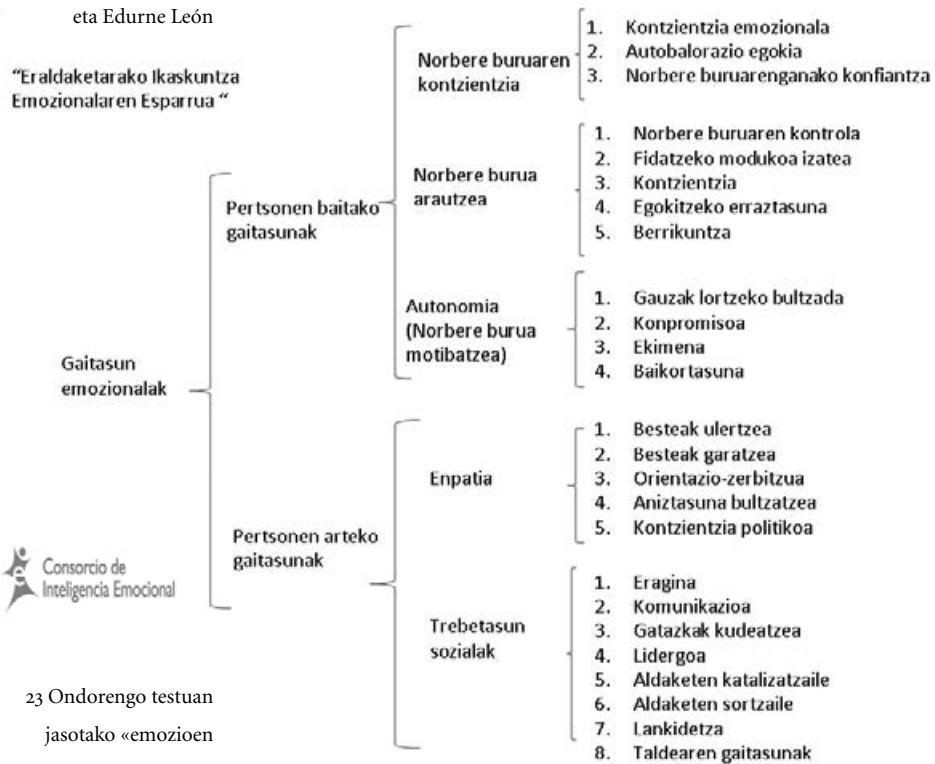 eta Edurne León
“Eraldaketarako Ikaskuntza
Emozionalaren Esparrua “
Gaitasun
emozionalak
Pertsonen baitako
gaitasunak
Norbere buruaren
kontzientzia
1. Kontzientzia emozionala
2. Autobalorazio egokia
3. Norbere buruarenganako konfiantza
Norbere burua
arautzea
1. Norbere buruaren kontrola
2. Fidatzeko modukoa izatea
3. Kontzientzia
4. Egokitzeko erraztasuna
5. Berrikuntza
Autonomia
(Norbere burua
motibatzea)
1. Gauzak lortzeko bultzada
2. Konpromisoa
3. Ekimena
4. Baikortasuna
Pertsonen arteko
gaitasunak
Enpatia
1. Besteak ulertzea
2. Besteak garatzea
3. Orientazio-zerbitzua
4. Aniztasuna bultzatzea
5. Kontzientzia politikoa
Trebetasun
sozialak
1. Eragina
2. Komunikazioa
3. Gatazkak kudeatzea
4. Lidergoa
5. Aldaketen katalizatzaile
6. Aldaketen sortzaile
7. Lankidetza
8. Taldearen gaitasunak
e
Consorcio de
Inteligencia Emocional
23 Ondorengo testuan
jasotako «emozioen